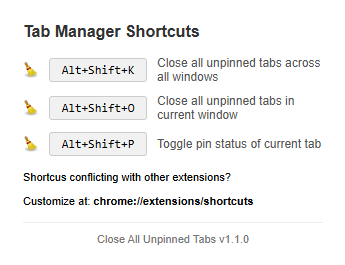 Tab Manager Shortcuts
Alt+Shift+K Close all unpinned tabs across
all windows
Alt+Shift+O Close all unpinned tabs in
current window
Alt+Shift+P Toggle pin status of current tab
Shortcus conflicting with other extensions?
Customize at: chrome://extensions/shortcuts
Close All Unpinned Tabs v1.1.0